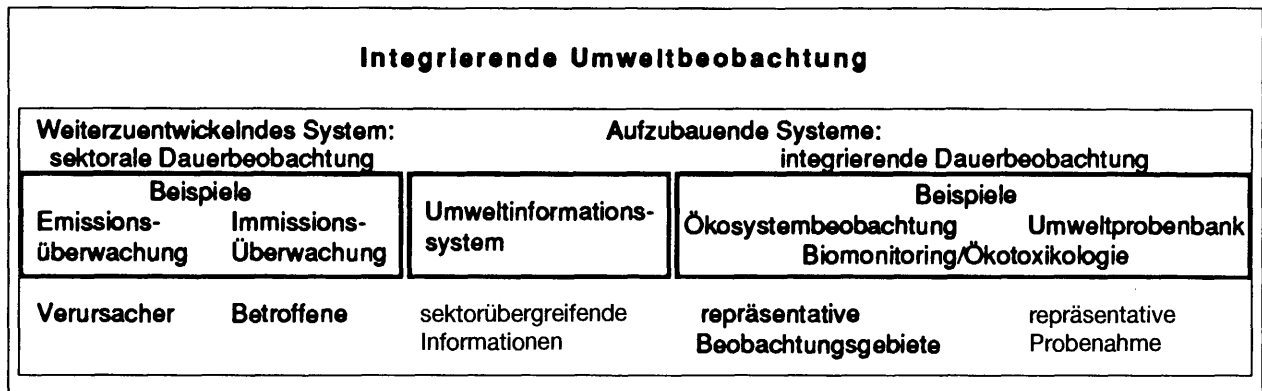 Integrierende Umweltbeobachtung
Weiterzuentwickelndes System: Aufzubauende Systeme:
sektorale Dauerbeobachtung integrierende Dauerbeobachtung
Beispiele
Emissions- Immissions-
überwachung Überwachung
Umweltinformations-
system
Beispiele
Ökosystembeobachtung Umweltprobenbank
Biomonitoring/Ökotoxikologie
Verursacher Betroffene
sektorübergreifende
Informationen
repräsentative
Beobachtungsgebiete
repräsentative
Probenahme